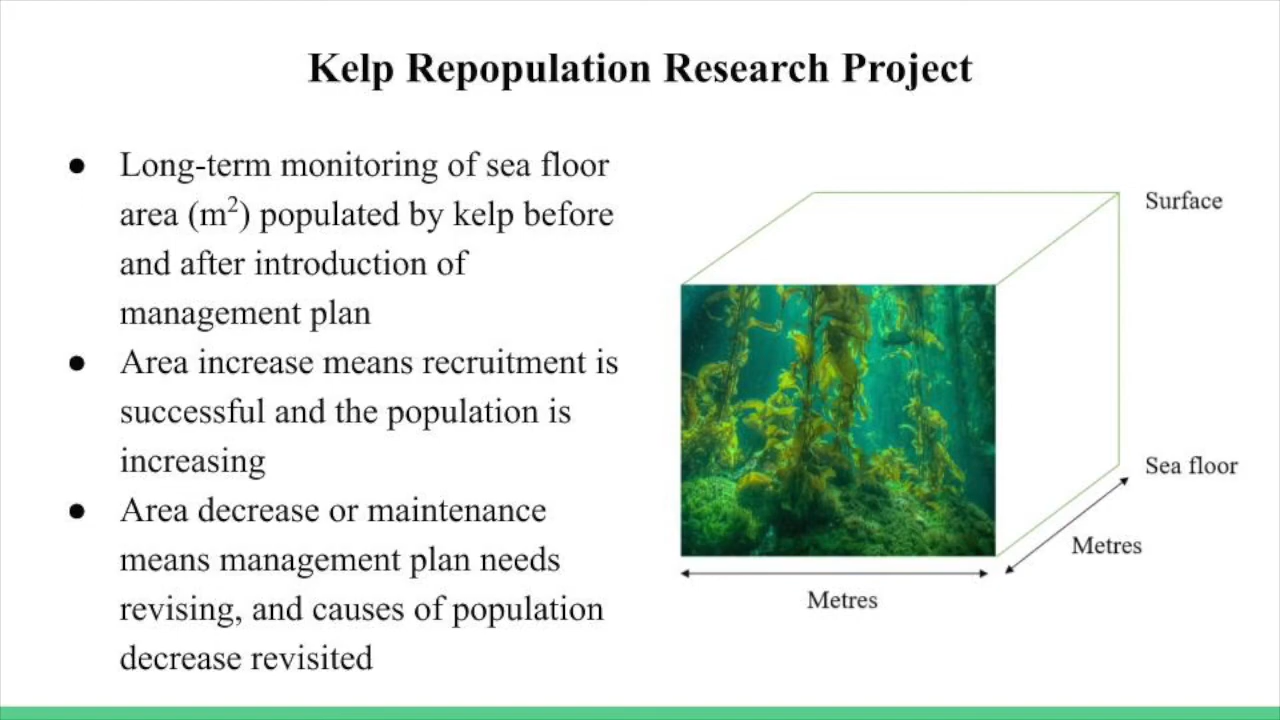 Kelp Repopulation Research Project
● Long-term monitoring of sea floor
area (m²) populated by kelp before
and after introduction of
management plan
● Area increase means recruitment is
successful and the population is
increasing
● Area decrease or maintenance
means management plan needs
revising, and causes of population
decrease revisited
Surface
Sea floor
Metres
Metres